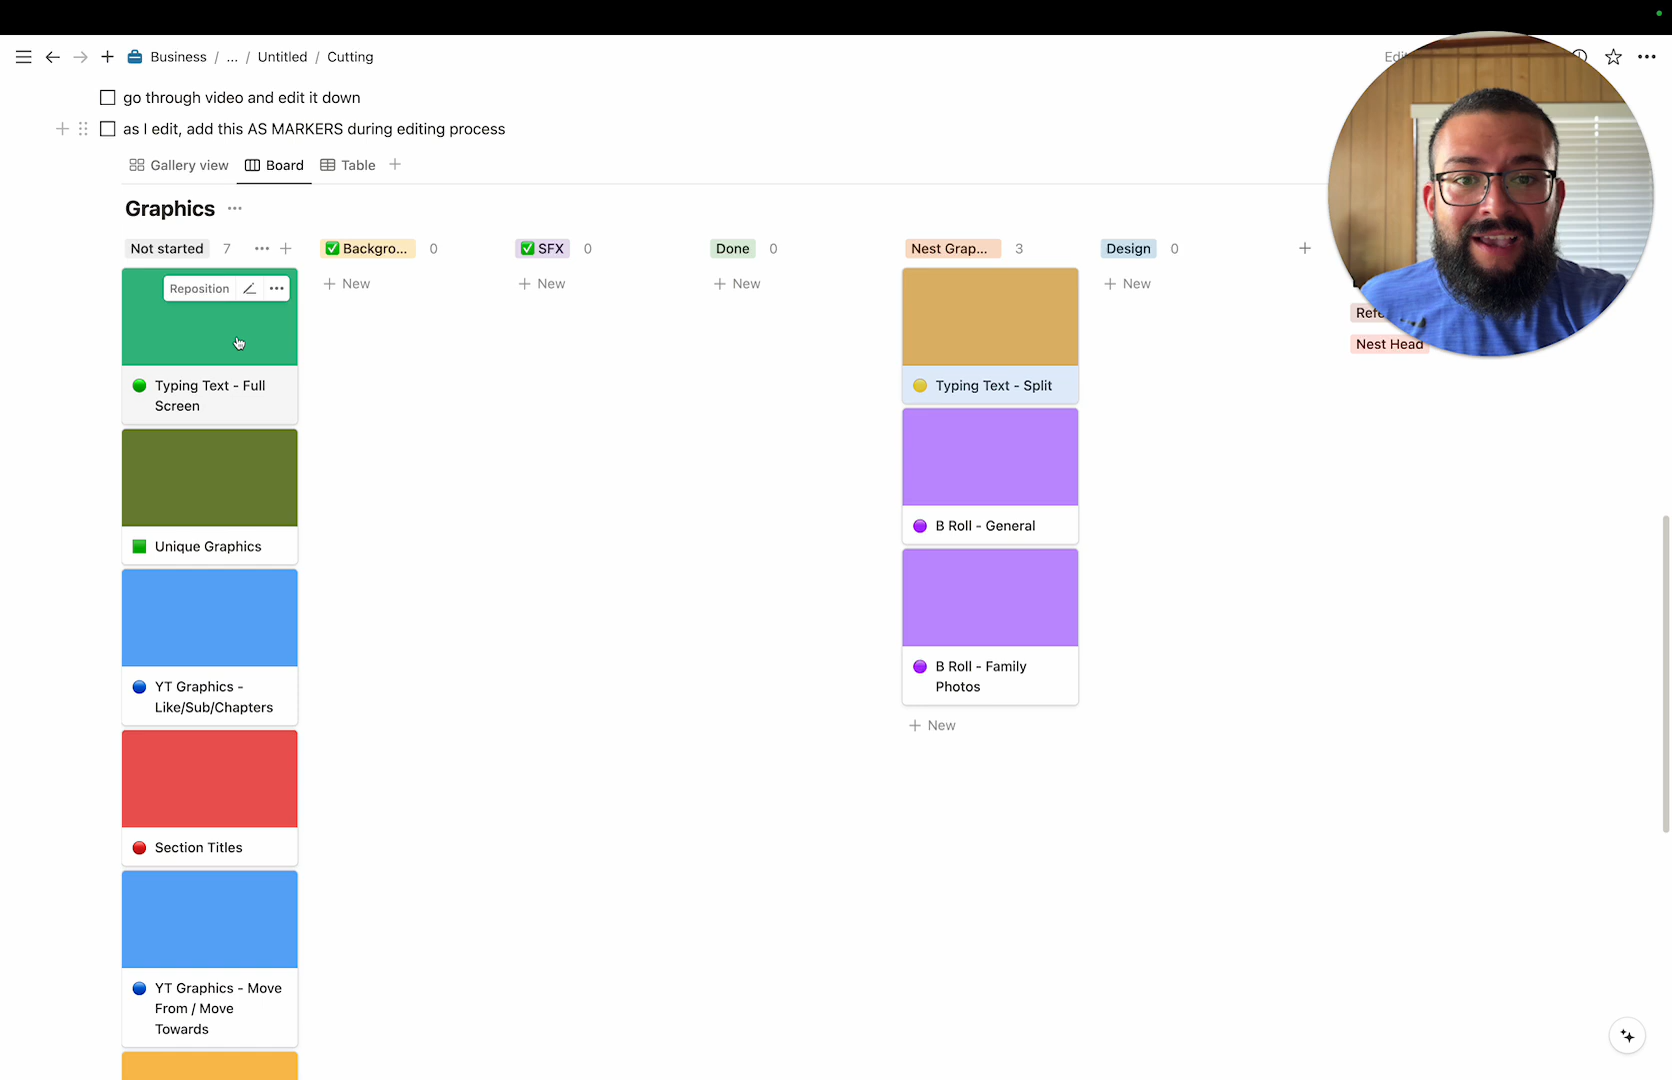 Business / ... / Untitled / Cutting
go through video and edit it down
as I edit, add this AS MARKERS during editing process
Gallery view Board Table
Graphics
Not started 7
Reposition
Typing Text - Full
Screen
Unique Graphics
YT Graphics -
Like/Sub/Chapters
Section Titles
YT Graphics - Move
From / Move
Towards
✅ Backgro... 0
+ New
✅ SFX 0
+ New
Done 0
+ New
Nest Grap... 3
Typing Text - Split
B Roll - General
B Roll - Family
Photos
+ New
Design 0
+ New
Nest Head